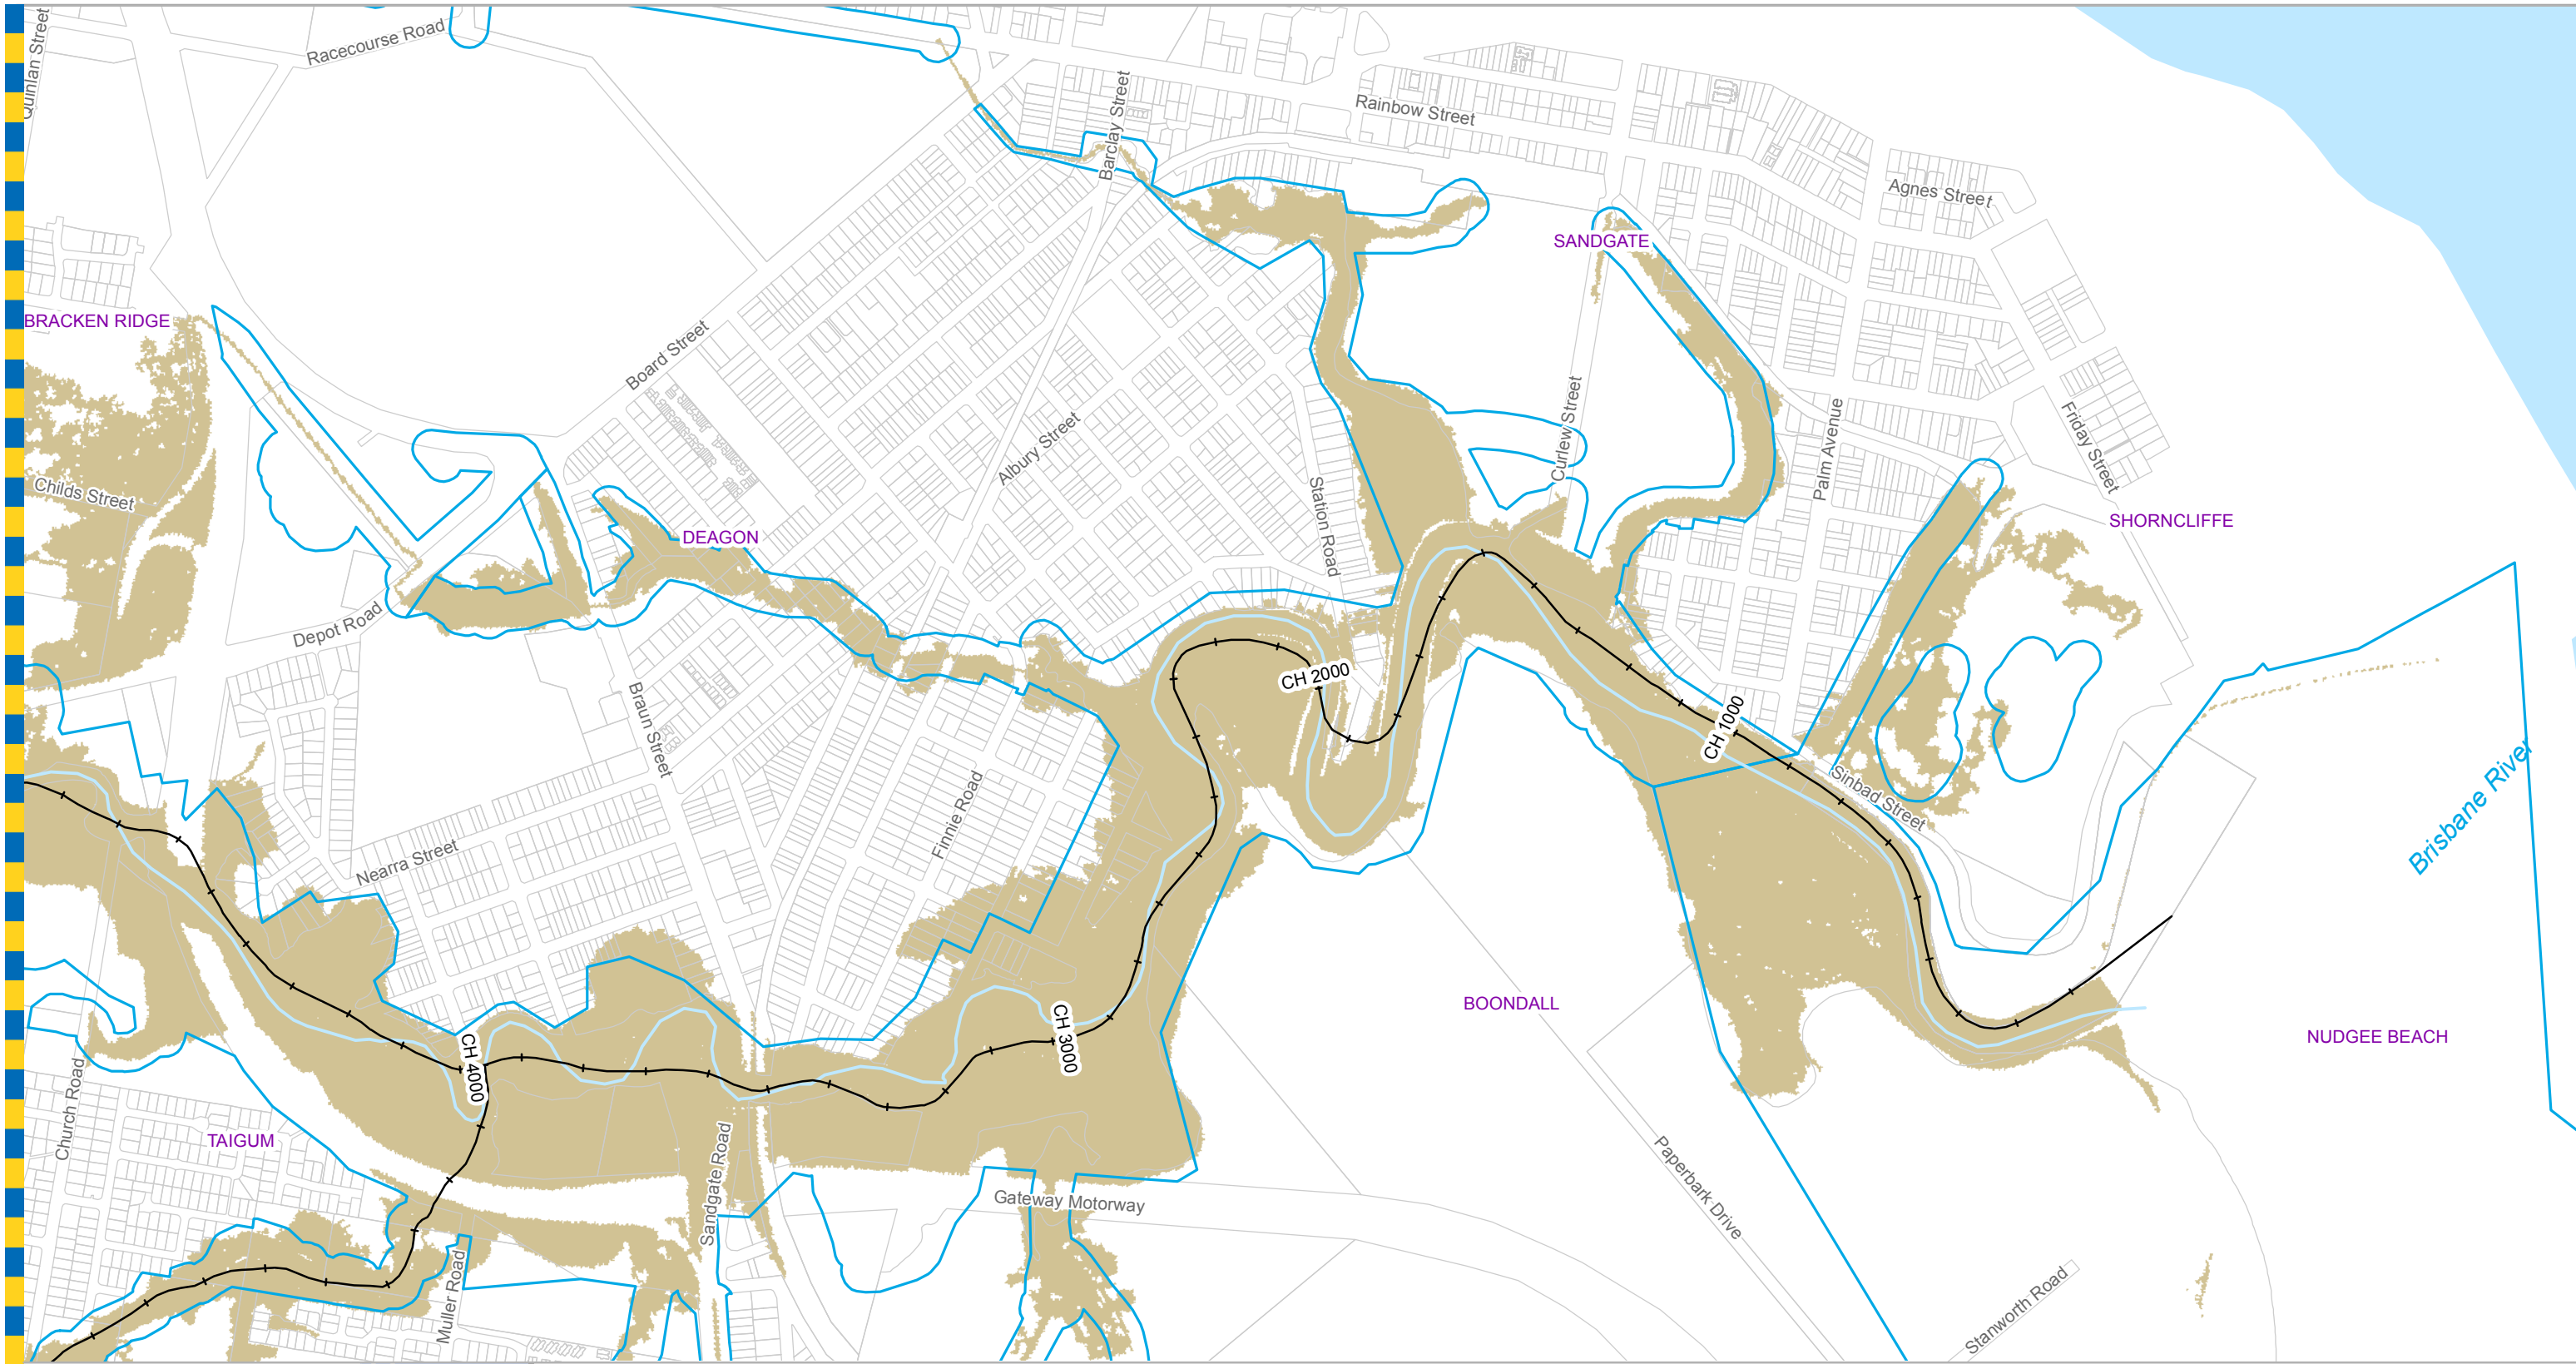 Quinlan Street
Racecourse Road
Barclay Street
Rainbow Street
Agnes Street
SANDGATE
BRACKEN RIDGE
Board Street
Albury Street
Curlew Street
Palm Avenue
Friday Street
Childs Street
Station Road
SHORNCLIFFE
DEAGON
Depot Road
CH 2000
Braun Street
CH 1000
Sinbad Street
Brisbane River
Finnie Road
Nearra Street
BOONDALL
NUDGEE BEACH
CH 3000
CH 4000
Church Road
TAIGUM
Sandgate Road
Gateway Motorway
Paperbark Drive
Muller Road
Stanworth Road